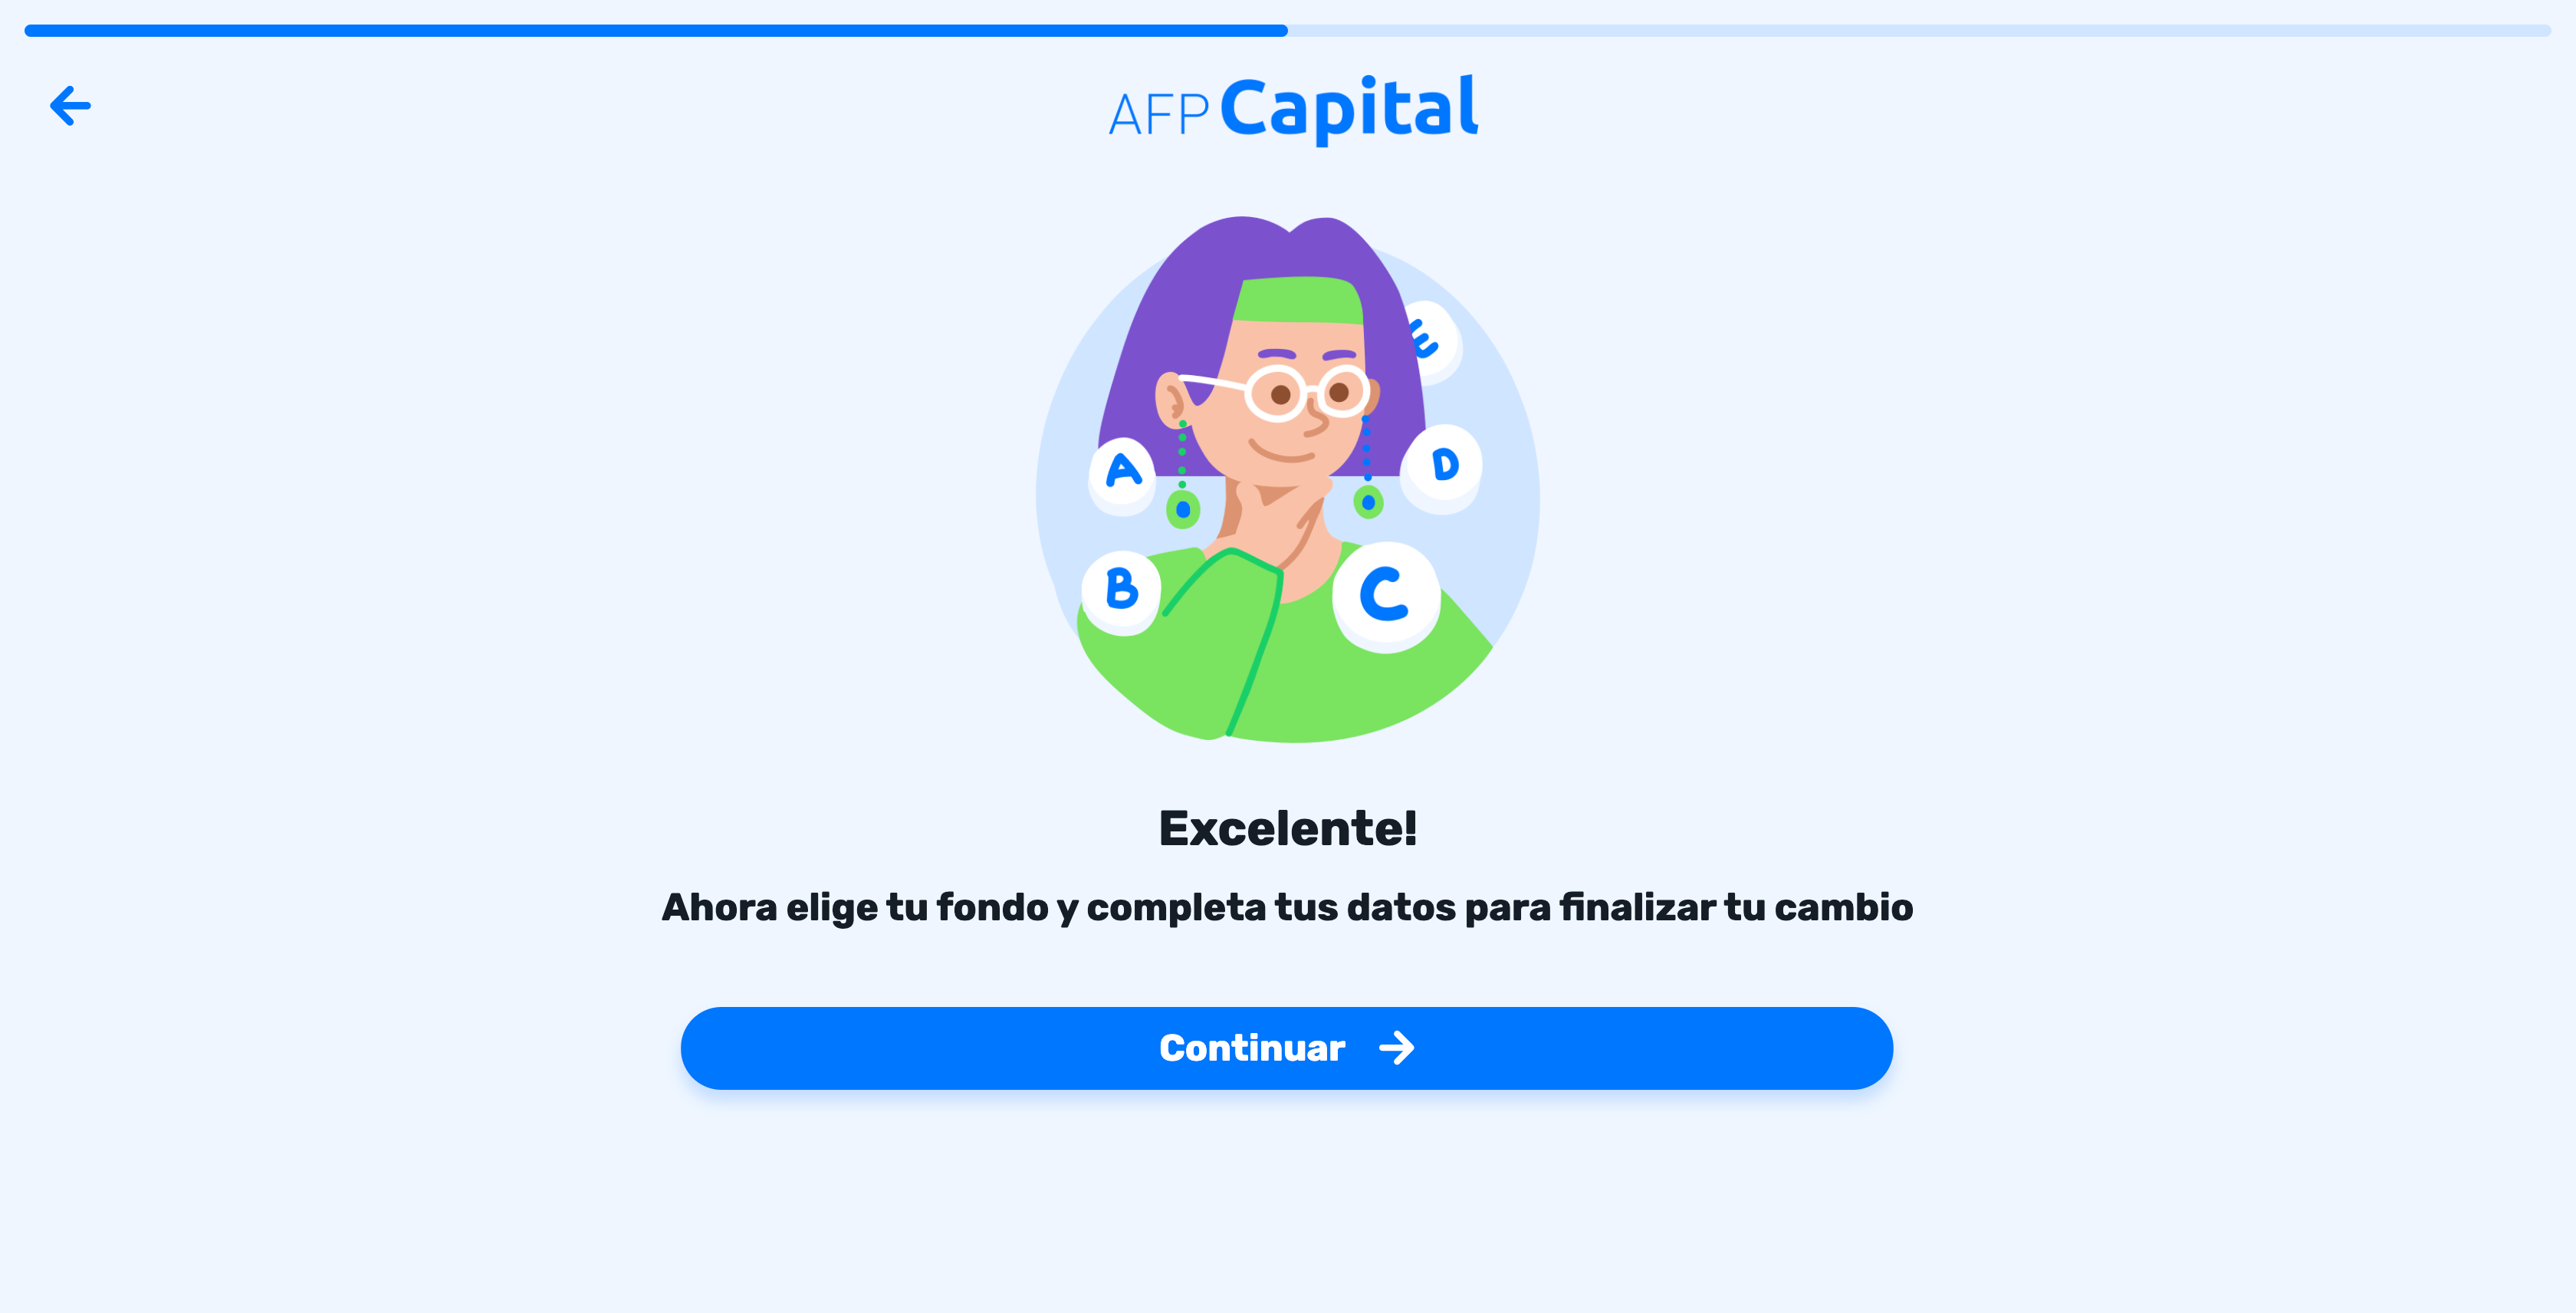 AFP Capital
E
A
D
B
C
Excelente!
Ahora elige tu fondo y completa tus datos para finalizar tu cambio
Continuar